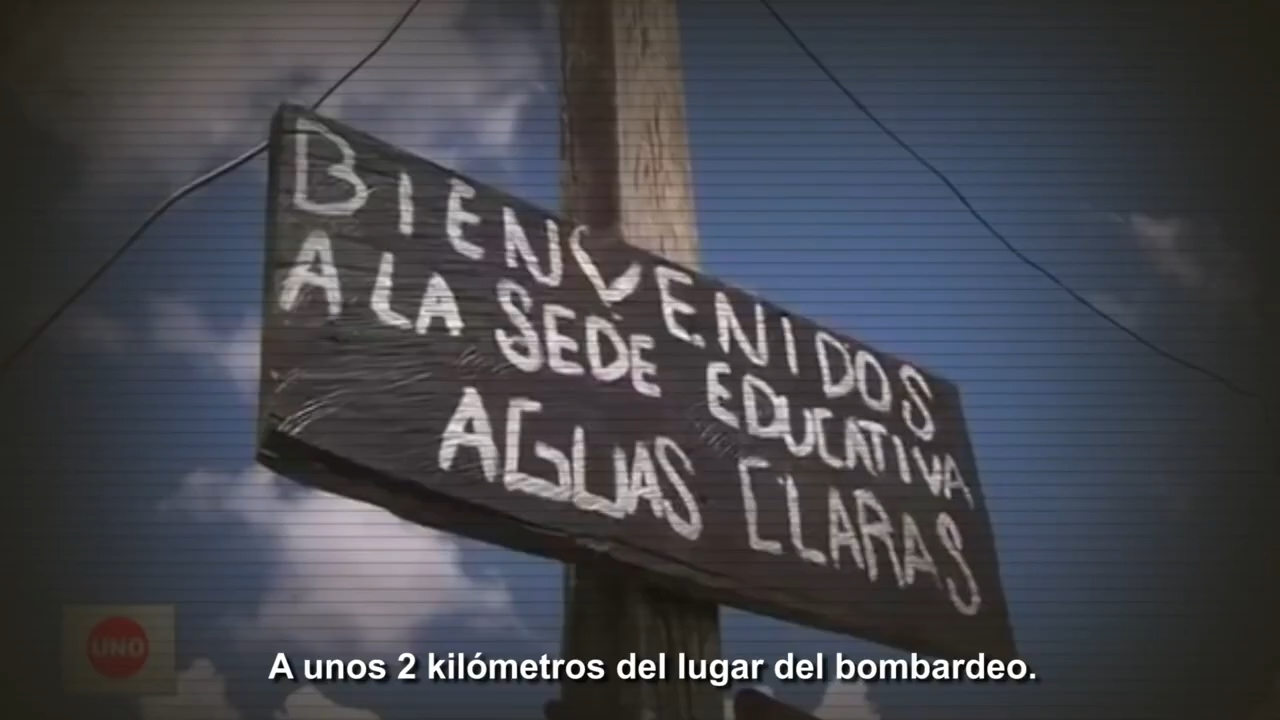 BIENVENIDOS
A LA SEDE EDUCATIVA
AGUAS CLARAS
UNO
A unos 2 kilómetros del lugar del bombardeo.